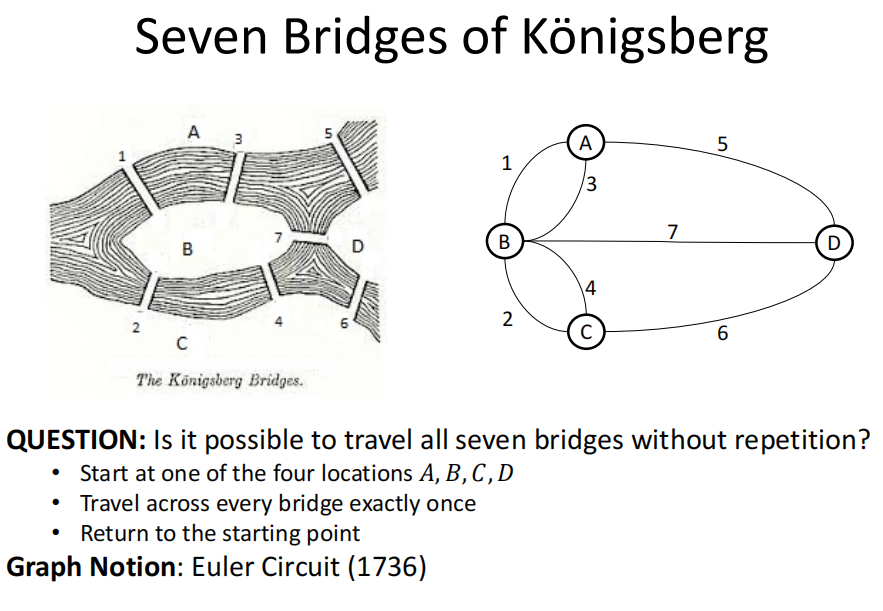 Seven Bridges of Königsberg
A
3
5
1
B
7
D
2
4
6
C
The Königsberg Bridges.
A
5
1
3
B
7
D
4
2
C
6
QUESTION: Is it possible to travel all seven bridges without repetition?
• Start at one of the four locations A, B, C, D
• Travel across every bridge exactly once
• Return to the starting point
Graph Notion: Euler Circuit (1736)